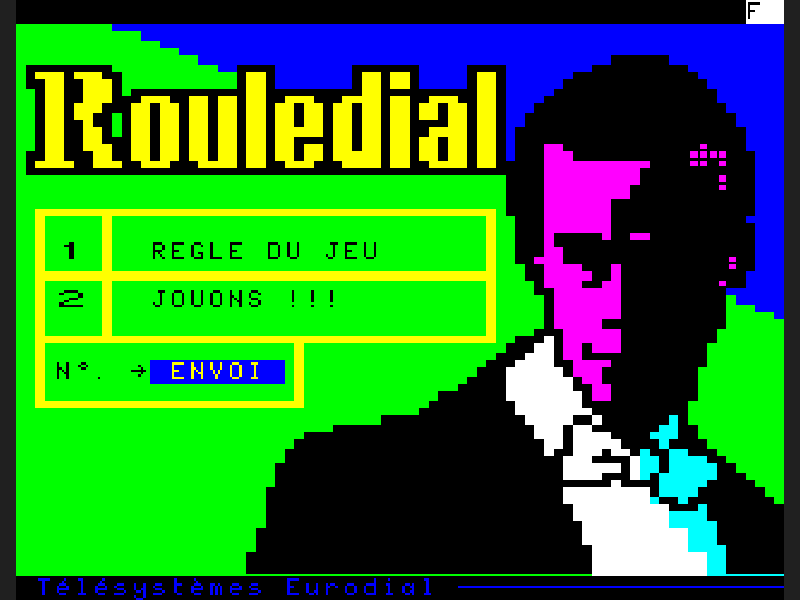 F
Rouledial
1 REGLE DU JEU
2 JOUONS !!!
N°. → ENVOI
Télésystèmes Eurodial